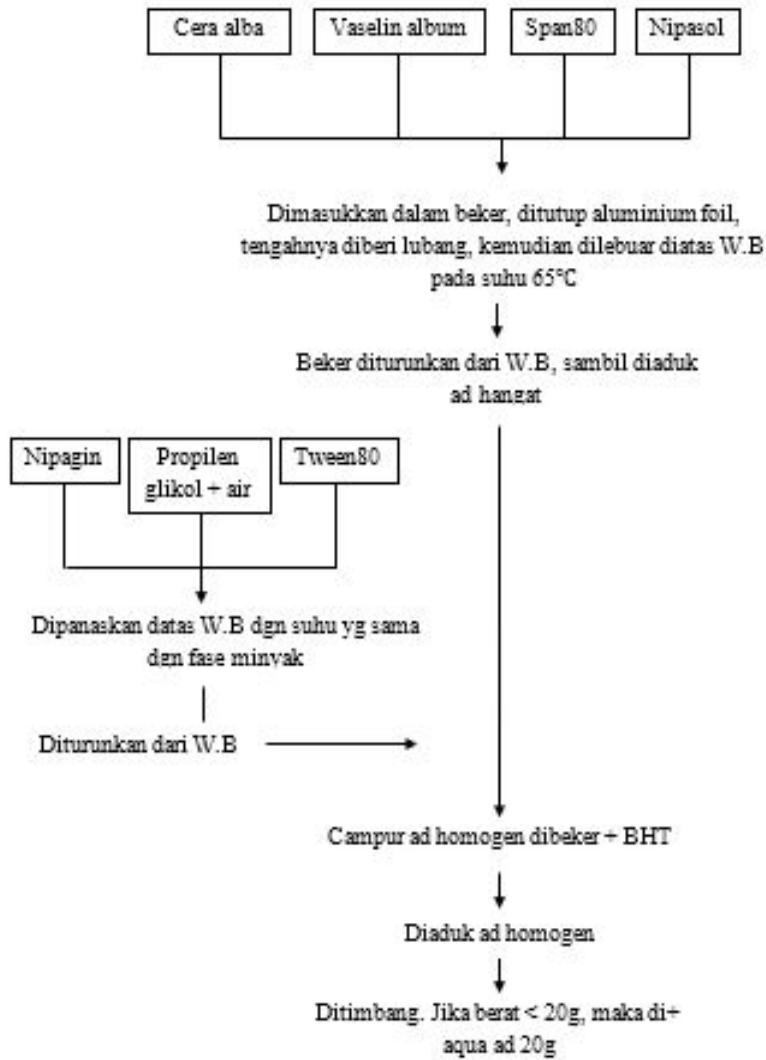 Cera alba
Vaselin album
Span80
Nipasol
Dimasukkan dalam beker, ditutup aluminium foil,
tengahnya diberi lubang, kemudian dilebuar diatas W.B
pada suhu 65°C
Beker diturunkan dari W.B, sambil diaduk
ad hangat
Nipagin
Propilen
glikol + air
Tween80
Dipanaskan datas W.B dgn suhu yg sama
dgn fase minyak
Diturunkan dari W.B
Campur ad homogen dibeker + BHT
Diaduk ad homogen
Ditimbang. Jika berat < 20g, maka di+
aqua ad 20g